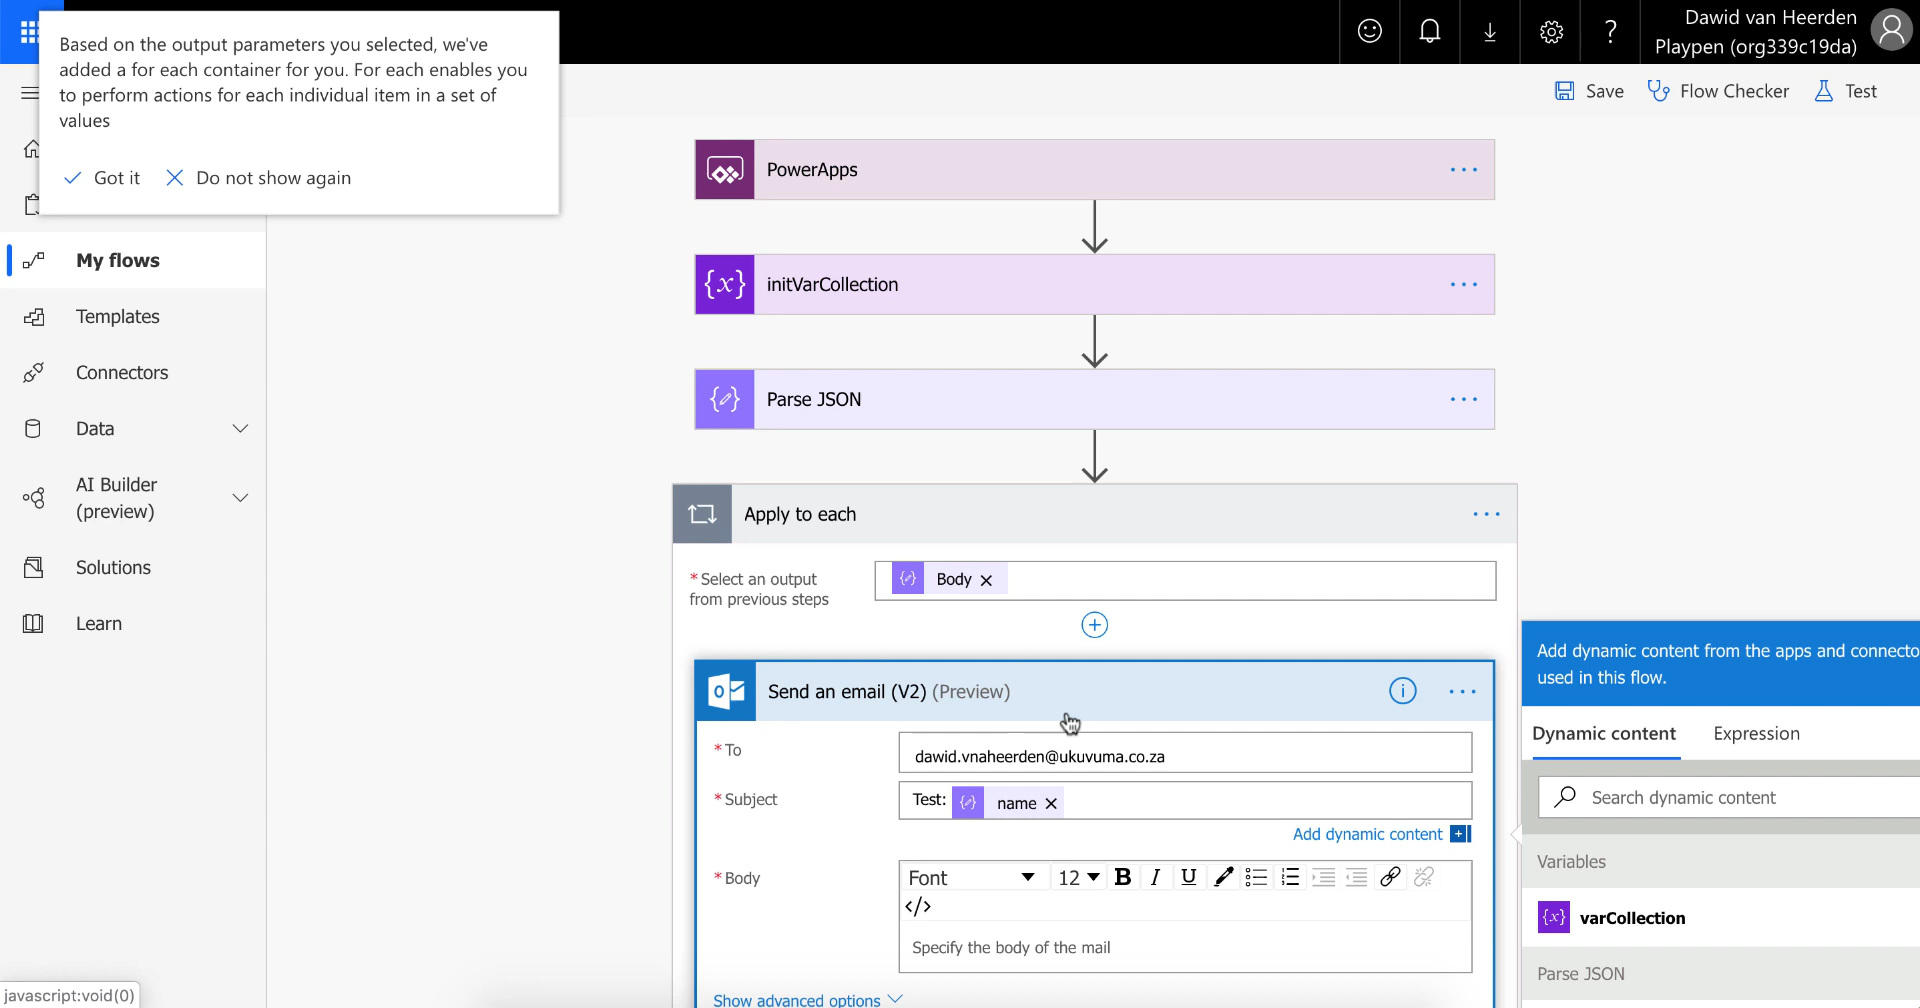 Based on the output parameters you selected, we've
added a for each container for you. For each enables you
to perform actions for each individual item in a set of
values
Got it
Do not show again
Dawid van Heerden
Playpen (org339c19da)
Save
Flow Checker
Test
My flows
Templates
Connectors
Data
AI Builder
(preview)
Solutions
Learn
PowerApps
{x} initVarCollection
Parse JSON
Apply to each
* Select an output
from previous steps
Body
Send an email (V2) (Preview)
* To
dawid.vnaheerden@ukuvuma.co.za
* Subject
Test: name
Add dynamic content
* Body
Font 12 B I U
</>
Specify the body of the mail
Show advanced options
Add dynamic content from the apps and connecto
used in this flow.
Dynamic content
Expression
Search dynamic content
Variables
{x} varCollection
Parse JSON
javascript:void(0)